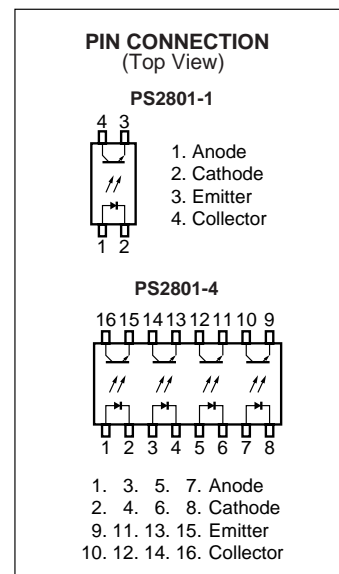 PIN CONNECTION
(Top View)
PS2801-1
4 3
1. Anode
2. Cathode
3. Emitter
4. Collector
1 2
PS2801-4
16 15 14 13 12 11 10 9
1 2 3 4 5 6 7 8
1. 3. 5. 7. Anode
2. 4. 6. 8. Cathode
9. 11. 13. 15. Emitter
10. 12. 14. 16. Collector